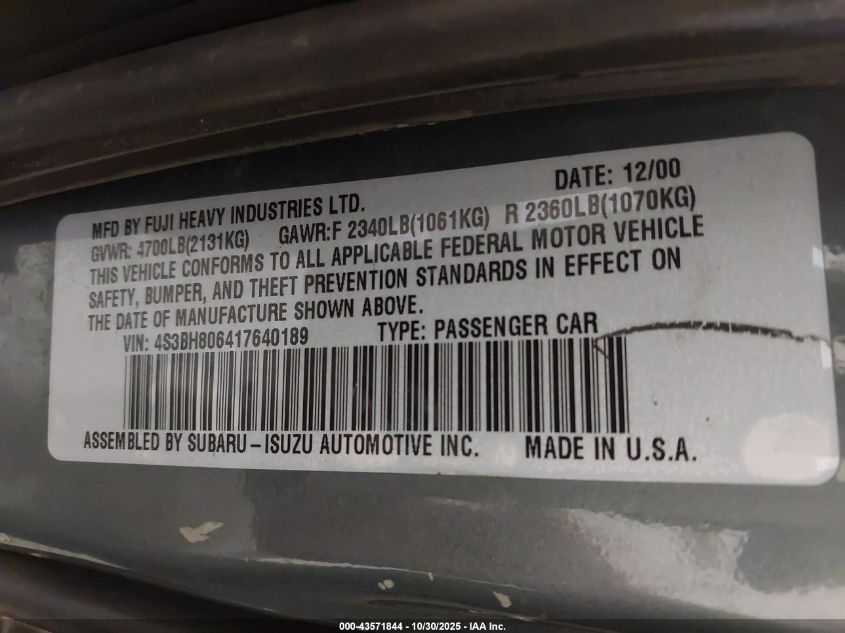 DATE: 12/00
MFD BY FUJI HEAVY INDUSTRIES LTD.
GVWR: 4700LB(2131KG) GAWR:F 2340LB(1061KG) R 2360LB(1070KG)
THIS VEHICLE CONFORMS TO ALL APPLICABLE FEDERAL MOTOR VEHICLE
SAFETY, BUMPER, AND THEFT PREVENTION STANDARDS IN EFFECT ON
THE DATE OF MANUFACTURE SHOWN ABOVE.
VIN: 4S3BH806417640189 TYPE: PASSENGER CAR
ASSEMBLED BY SUBARU-ISUZU AUTOMOTIVE INC. MADE IN U.S.A.
000-43571844 - 10/30/2025 - IAA Inc.